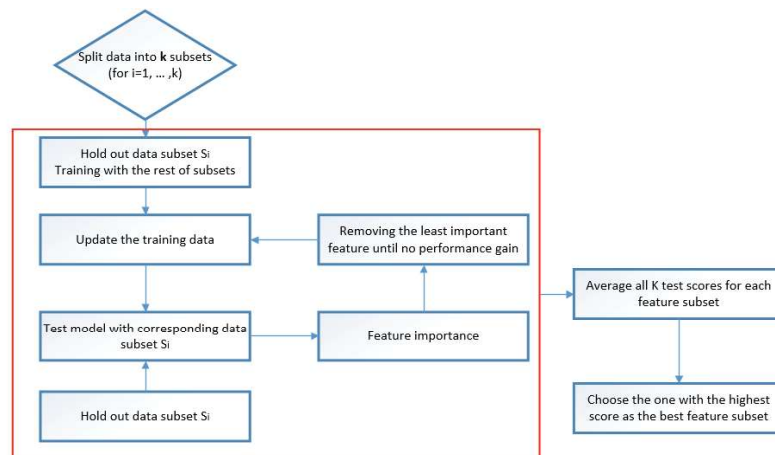 Split data into k subsets
(for i=1, ... ,k)
Hold out data subset Si
Training with the rest of subsets
Update the training data
Removing the least important
feature until no performance gain
Test model with corresponding data
subset Si
Feature importance
Hold out data subset Si
Average all K test scores for each
feature subset
Choose the one with the highest
score as the best feature subset